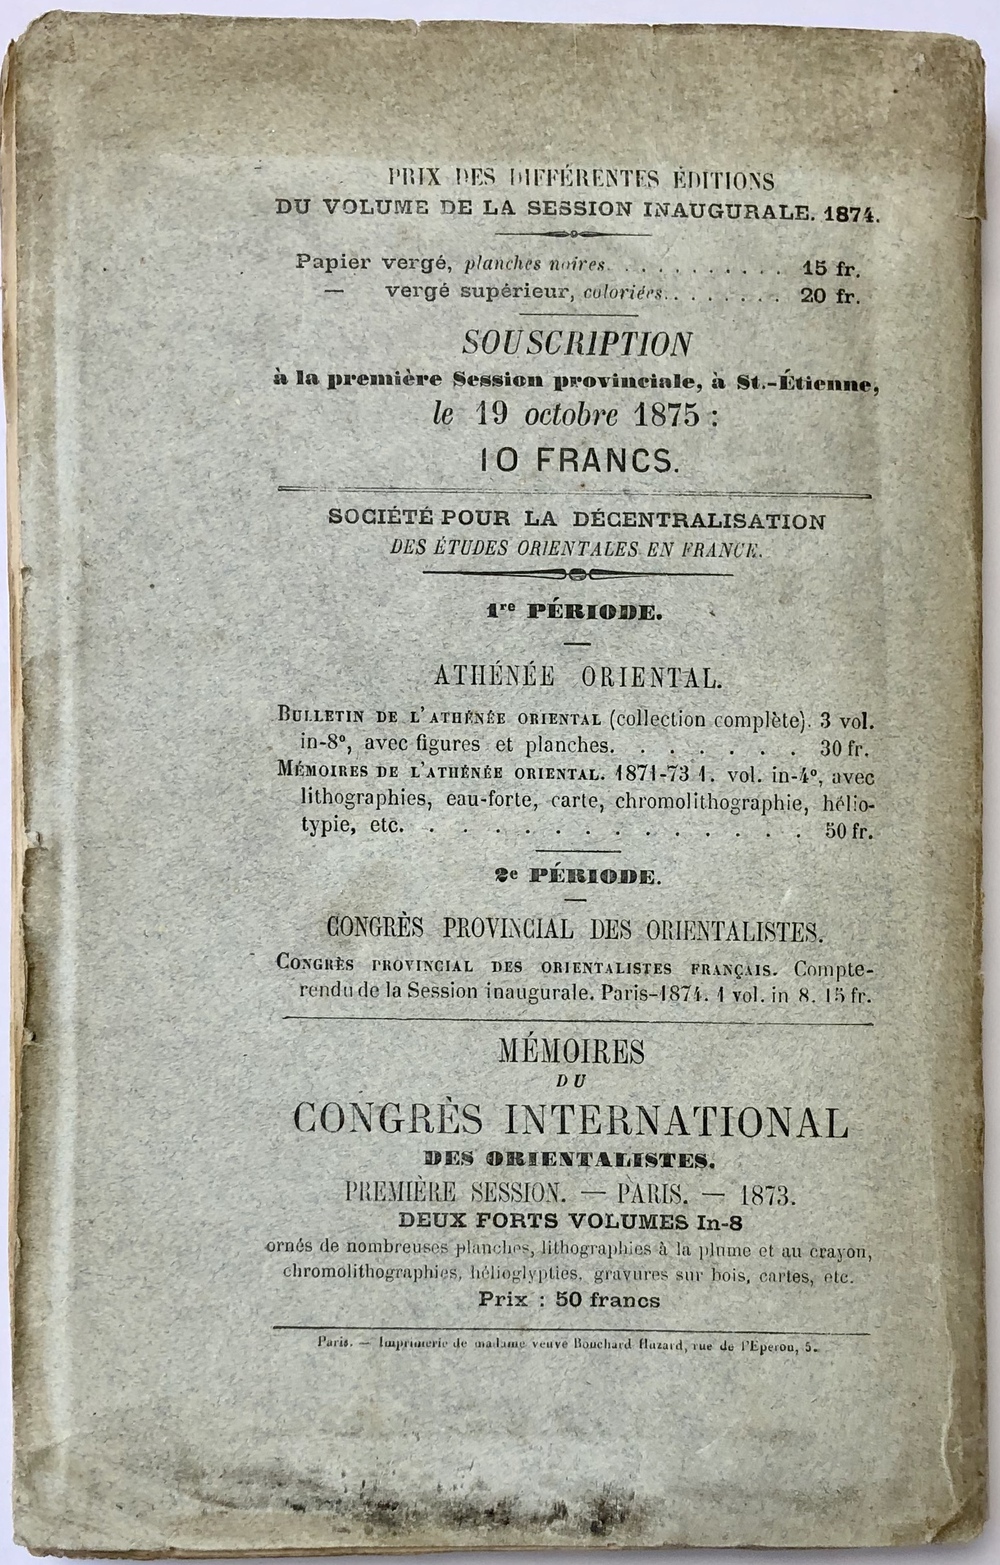 PRIX DES DIFFÉRENTES ÉDITIONS
DU VOLUME DE LA SESSION INAUGURALE. 1874.
Papier vergé, planches noires. . . . . . . . . . . 15 fr.
— vergé supérieur, coloriées. . . . . . . . 20 fr.
SOUSCRIPTION
à la première Session provinciale, à St.-Étienne,
le 19 octobre 1875 :
10 FRANCS.
SOCIÉTÉ POUR LA DÉCENTRALISATION
DES ÉTUDES ORIENTALES EN FRANCE.
1re PÉRIODE.
ATHÉNÉE ORIENTAL.
BULLETIN DE L'ATHÉNÉE ORIENTAL (collection complète). 3 vol.
in-8°, avec figures et planches. . . . . . . . 30 fr.
MÉMOIRES DE L'ATHÉNÉE ORIENTAL. 1871-73 1. vol. in-4°, avec
lithographies, eau-forte, carte, chromolithographie, hélio-
typie, etc. . . . . . . . . . . . . . . . 50 fr.
2e PÉRIODE.
CONGRÈS PROVINCIAL DES ORIENTALISTES.
CONGRÈS PROVINCIAL DES ORIENTALISTES FRANÇAIS. Compte-
rendu de la Session inaugurale. Paris-1874. 1 vol. in 8. 15 fr.
MÉMOIRES
DU
CONGRÈS INTERNATIONAL
DES ORIENTALISTES.
PREMIÈRE SESSION. — PARIS. — 1873.
DEUX FORTS VOLUMES In-8
ornés de nombreuses planches, lithographies à la plume et au crayon,
chromolithographies, hélioglypties, gravures sur bois, cartes, etc.
Prix : 50 francs
Paris. — Imprimerie de madame veuve Bouchard Huzard, rue de l'Éperon, 5.